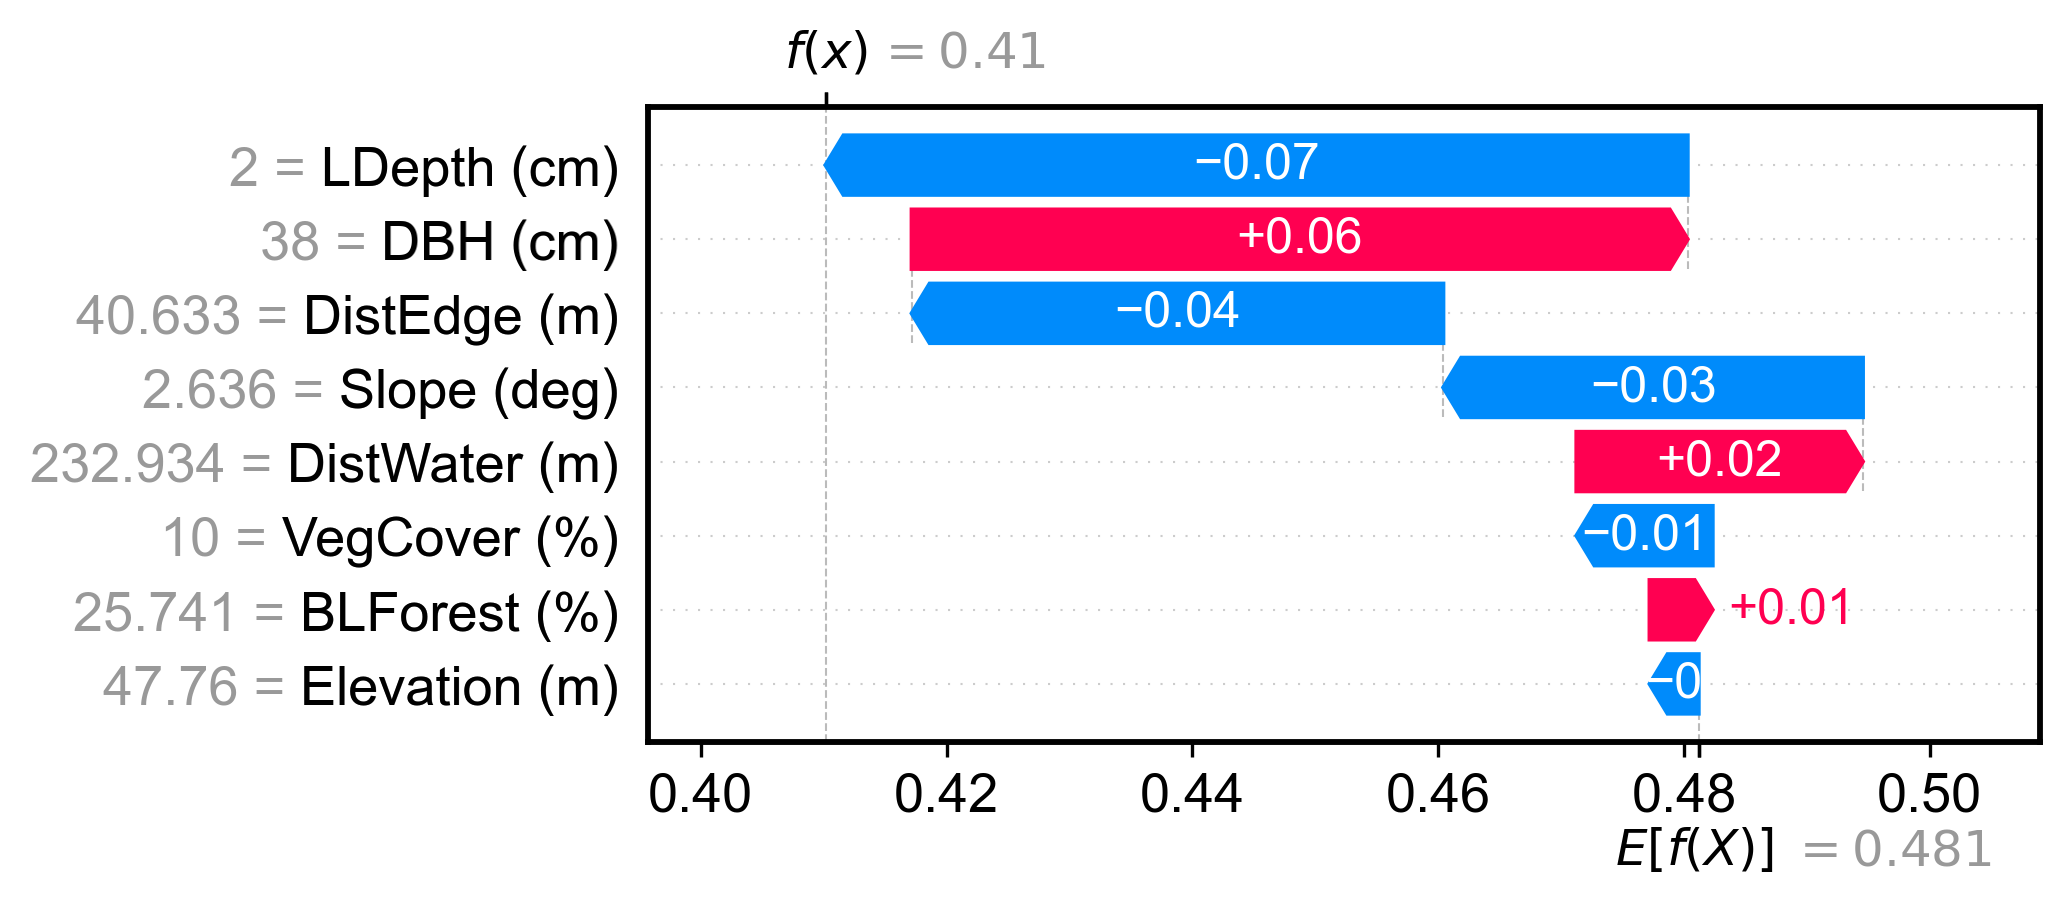 f(x) = 0.41
2 = LDepth (cm) −0.07
38 = DBH (cm) +0.06
40.633 = DistEdge (m) −0.04
2.636 = Slope (deg) −0.03
232.934 = DistWater (m) +0.02
10 = VegCover (%) −0.01
25.741 = BLForest (%) +0.01
47.76 = Elevation (m) −0
0.40 0.42 0.44 0.46 0.48 0.50
E[f(X)] = 0.481